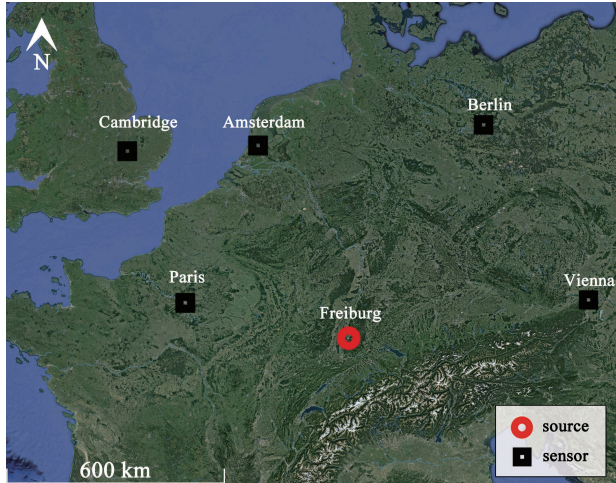 N
Cambridge
Amsterdam
Berlin
Paris
Freiburg
Vienna
600 km
source
sensor